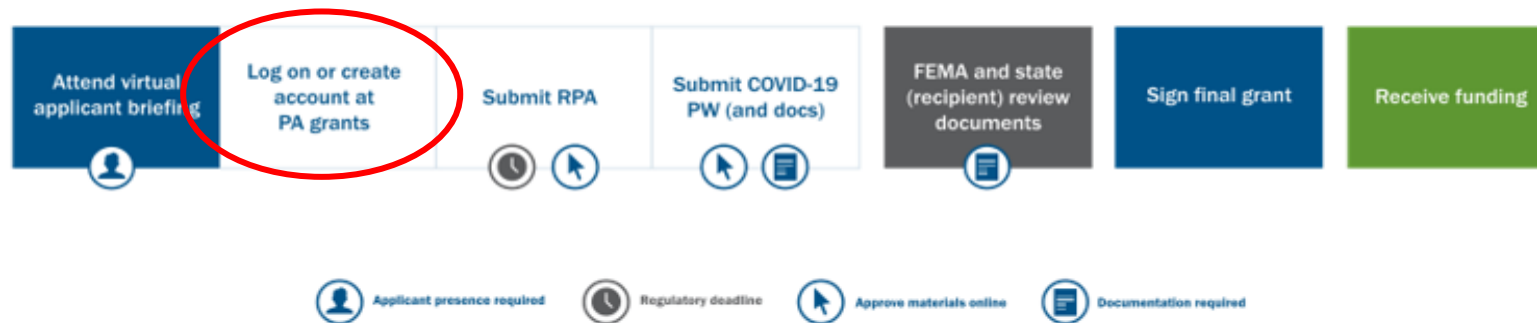 Attend virtual
applicant briefing
Log on or create
account at
PA grants
Submit RPA
Submit COVID-19
PW (and docs)
FEMA and state
(recipient) review
documents
Sign final grant
Receive funding
Applicant presence required
Regulatory deadline
Approve materials online
Documentation required